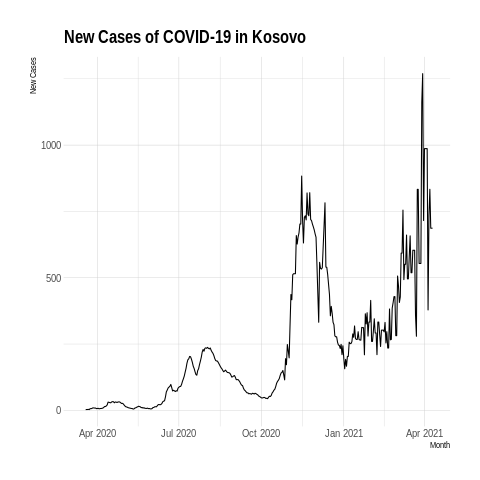 New Cases of COVID-19 in Kosovo
New Cases
1000
500
0
Apr 2020 Jul 2020 Oct 2020 Jan 2021 Apr 2021
Month